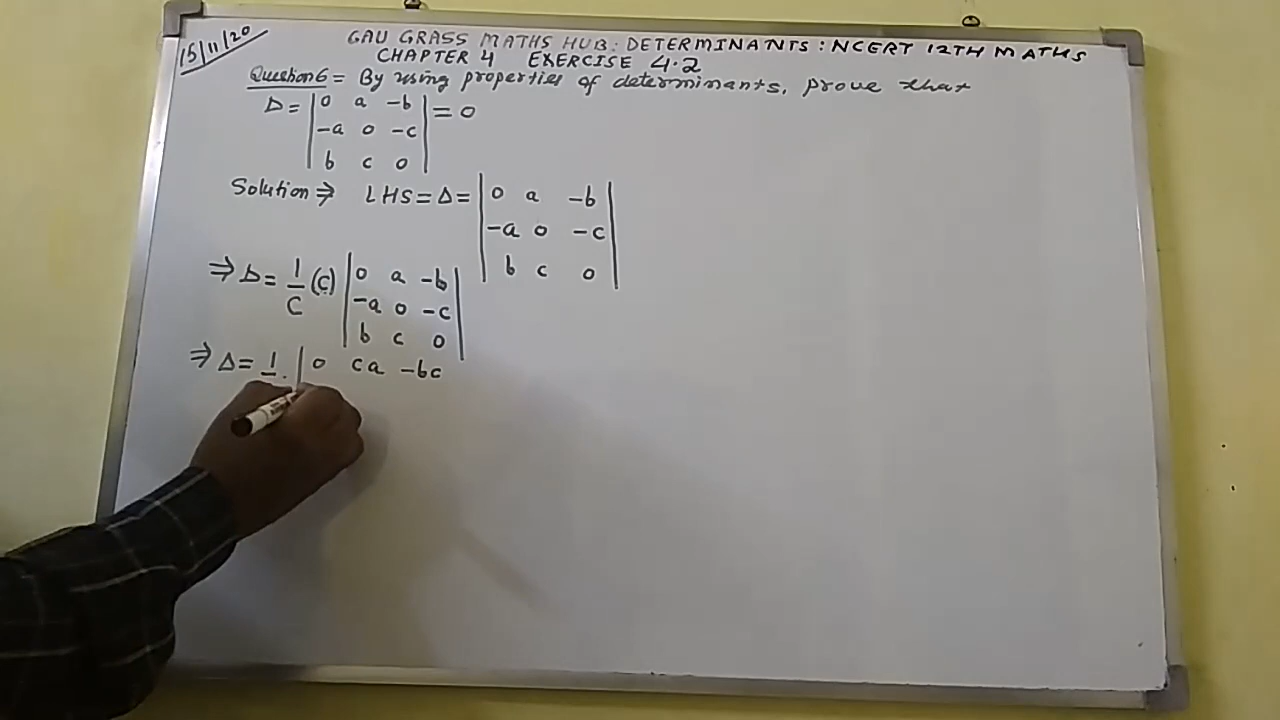 15/11/20
GAU GRASS MATHS HUB: DETERMINANTS: NCERT 12TH MATHS
CHAPTER 4 EXERCISE 4.2
Question 6 = By using properties of determinants, prove that
Δ = | 0 a -b | = 0
| -a 0 -c |
| b c 0 |
Solution ⇒ LHS = Δ = | 0 a -b |
| -a 0 -c |
| b c 0 |
⇒ Δ = 1/C (C) | 0 a -b |
| -a 0 -c |
| b c 0 |
⇒ Δ = 1 . | 0 ca -bc